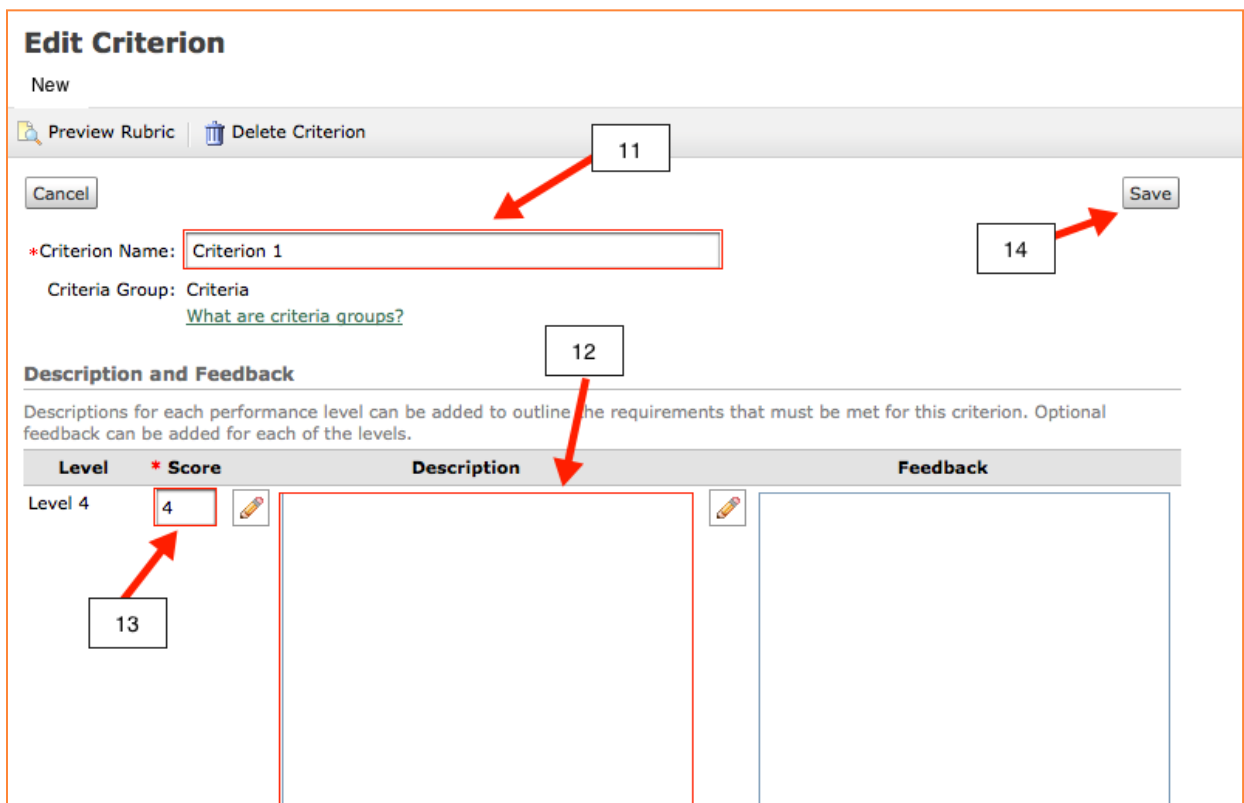 Edit Criterion
New
Preview Rubric Delete Criterion
11
Cancel
Save
14
*Criterion Name: Criterion 1
Criteria Group: Criteria
What are criteria groups?
12
Description and Feedback
Descriptions for each performance level can be added to outline the requirements that must be met for this criterion. Optional
feedback can be added for each of the levels.
Level * Score Description Feedback
Level 4 4
13